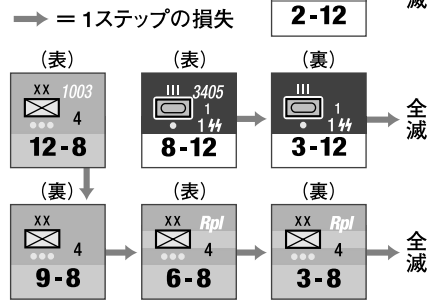 滅
→ = 1ステップの損失
2-12
(表) (表) (裏)
XX 1003
4
12-8
III 3405
1
1
8-12
III
1
1
3-12
全滅
(裏) (表) (裏)
XX
4
9-8
XX Rpl
4
6-8
XX Rpl
4
3-8
全滅